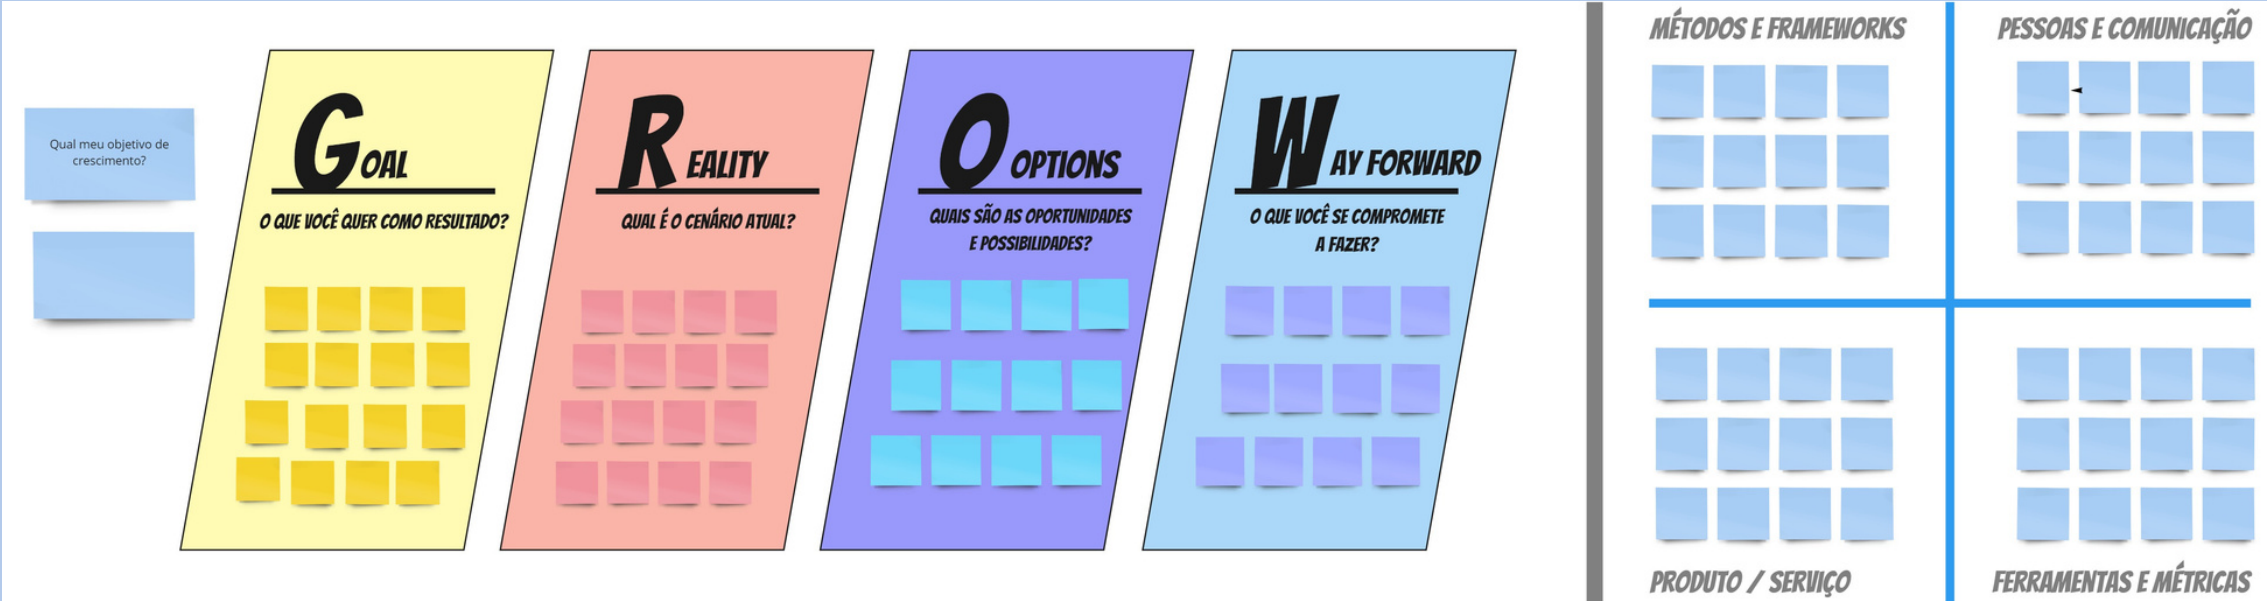 Qual meu objetivo de
crescimento?
GOAL
O QUE VOCÊ QUER COMO RESULTADO?
REALITY
QUAL É O CENÁRIO ATUAL?
O OPTIONS
QUAIS SÃO AS OPORTUNIDADES
E POSSIBILIDADES?
WAY FORWARD
O QUE VOCÊ SE COMPROMETE
A FAZER?
MÉTODOS E FRAMEWORKS
PESSOAS E COMUNICAÇÃO
PRODUTO / SERVIÇO
FERRAMENTAS E MÉTRICAS